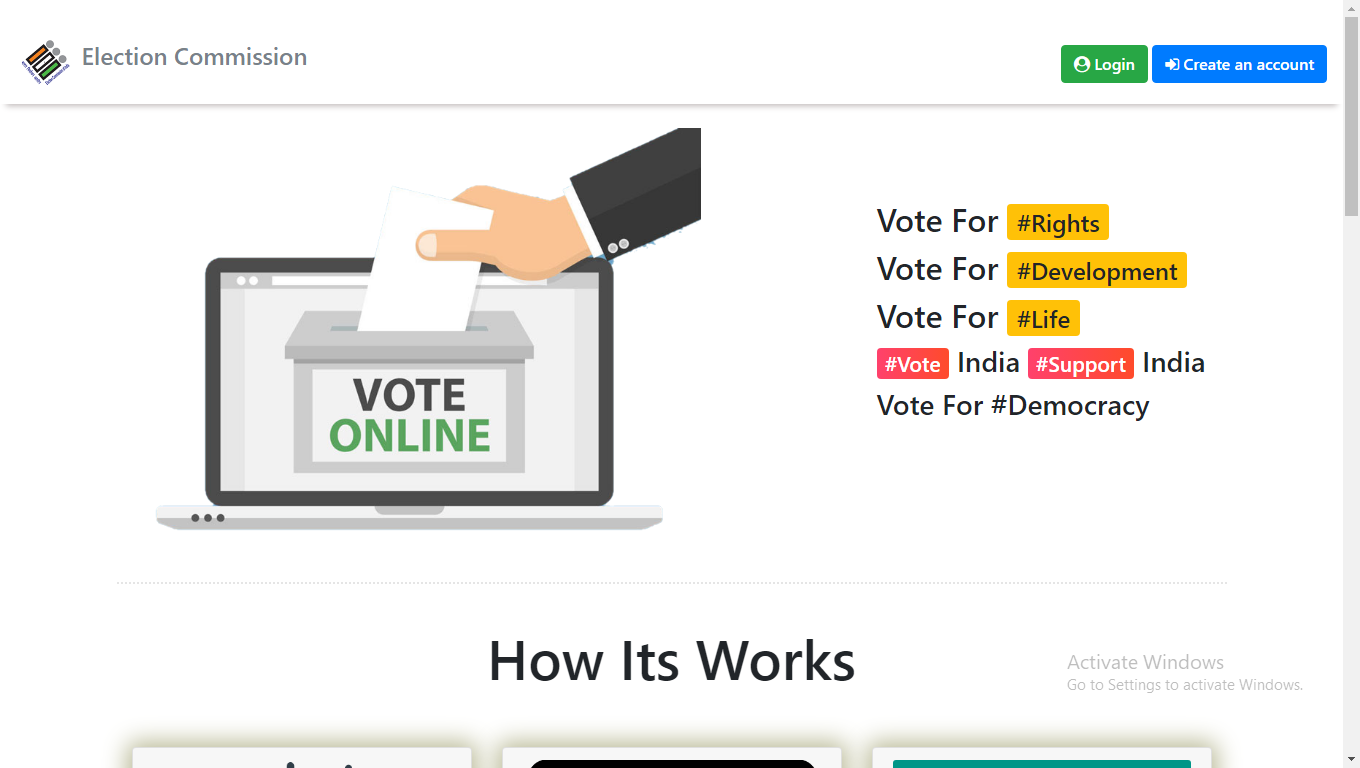 Election Commission
Login
Create an account
Vote For #Rights
Vote For #Development
Vote For #Life
#Vote India #Support India
Vote For #Democracy
VOTE
ONLINE
How Its Works
Activate Windows
Go to Settings to activate Windows.